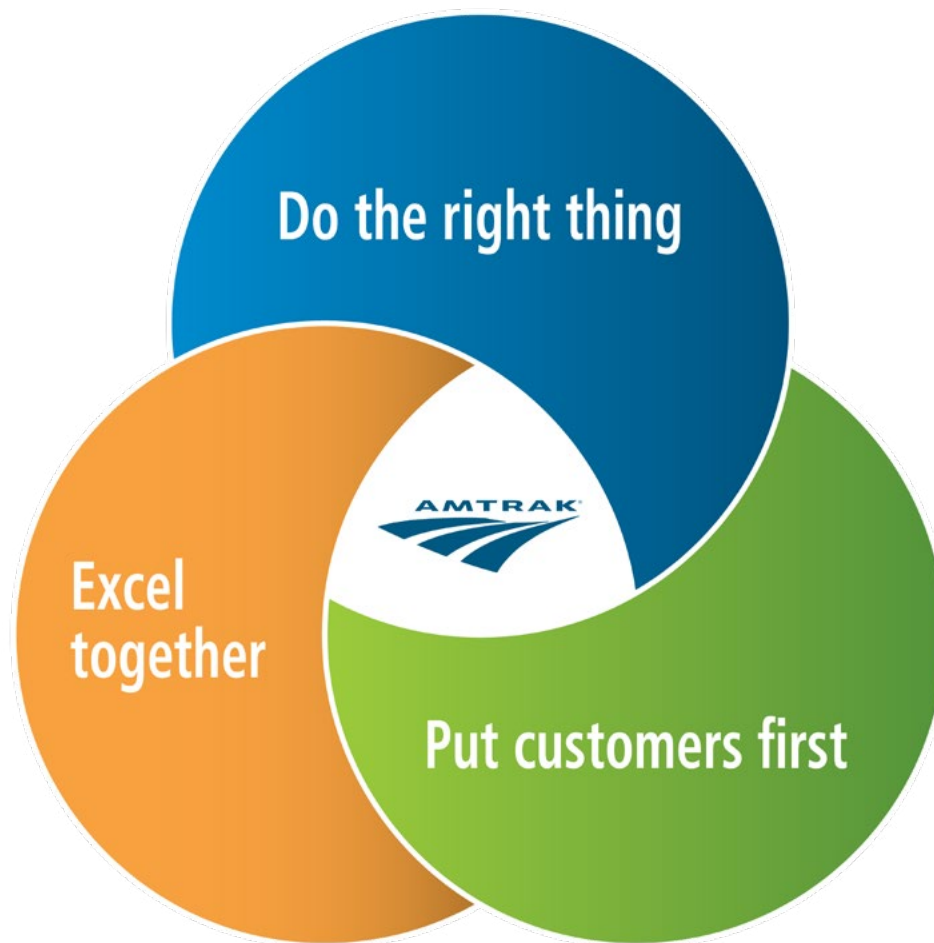 Do the right thing
AMTRAK®
Excel
together
Put customers first